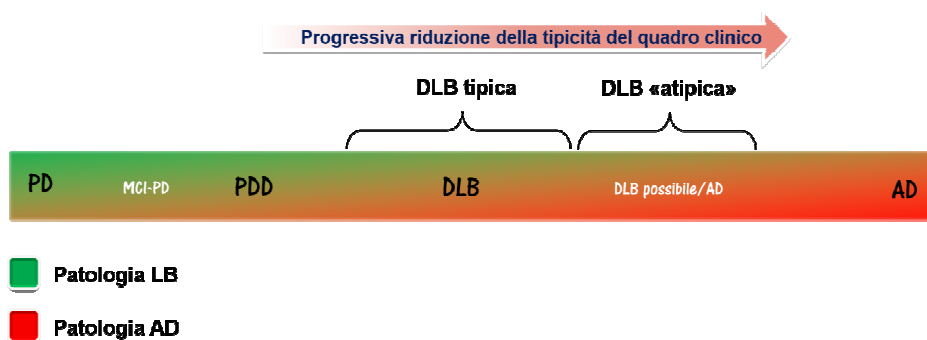 Progressiva riduzione della tipicità del quadro clinico
DLB tipica
DLB «atipica»
PD
MCI-PD
PDD
DLB
DLB possibile/AD
AD
Patologia LB
Patologia AD